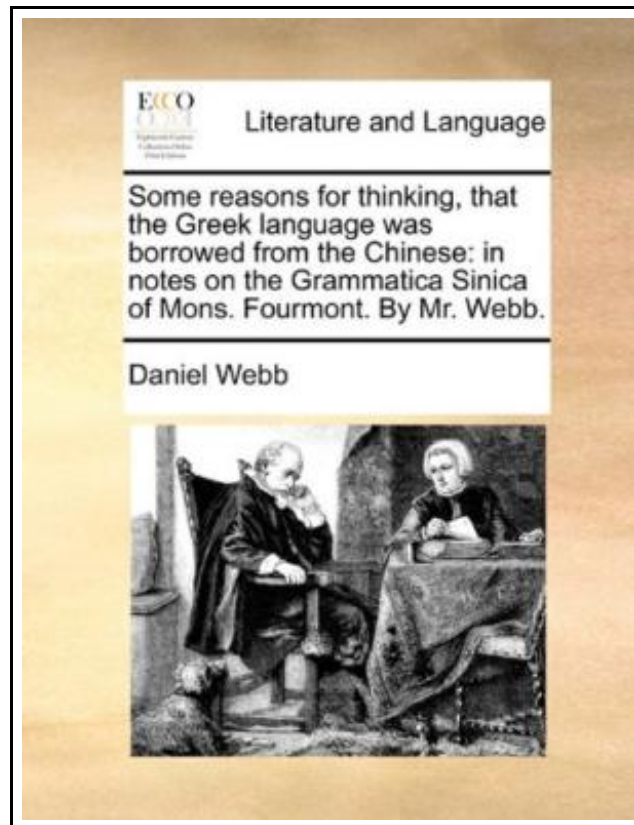 ECCO
Literature and Language
Some reasons for thinking, that
the Greek language was
borrowed from the Chinese: in
notes on the Grammatica Sinica
of Mons. Fourmont. By Mr. Webb.
Daniel Webb